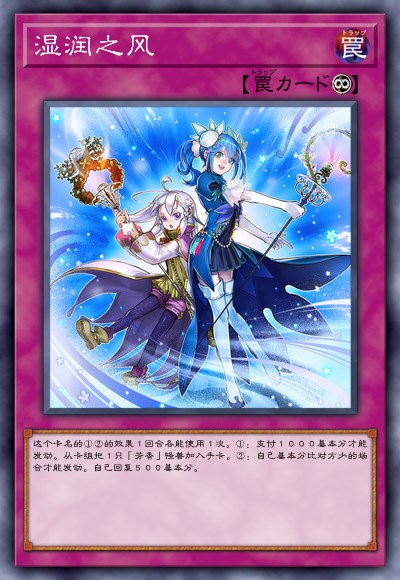 湿润之风
トラップ
罠
トラップ
【罠カード】
这个卡名的①②的效果1回合各能使用1次。①:支付1000基本分才能
发动。从卡组把1只「芳香」怪兽加入手卡。②:自己基本分比对方少的场
合才能发动。自己回复500基本分。